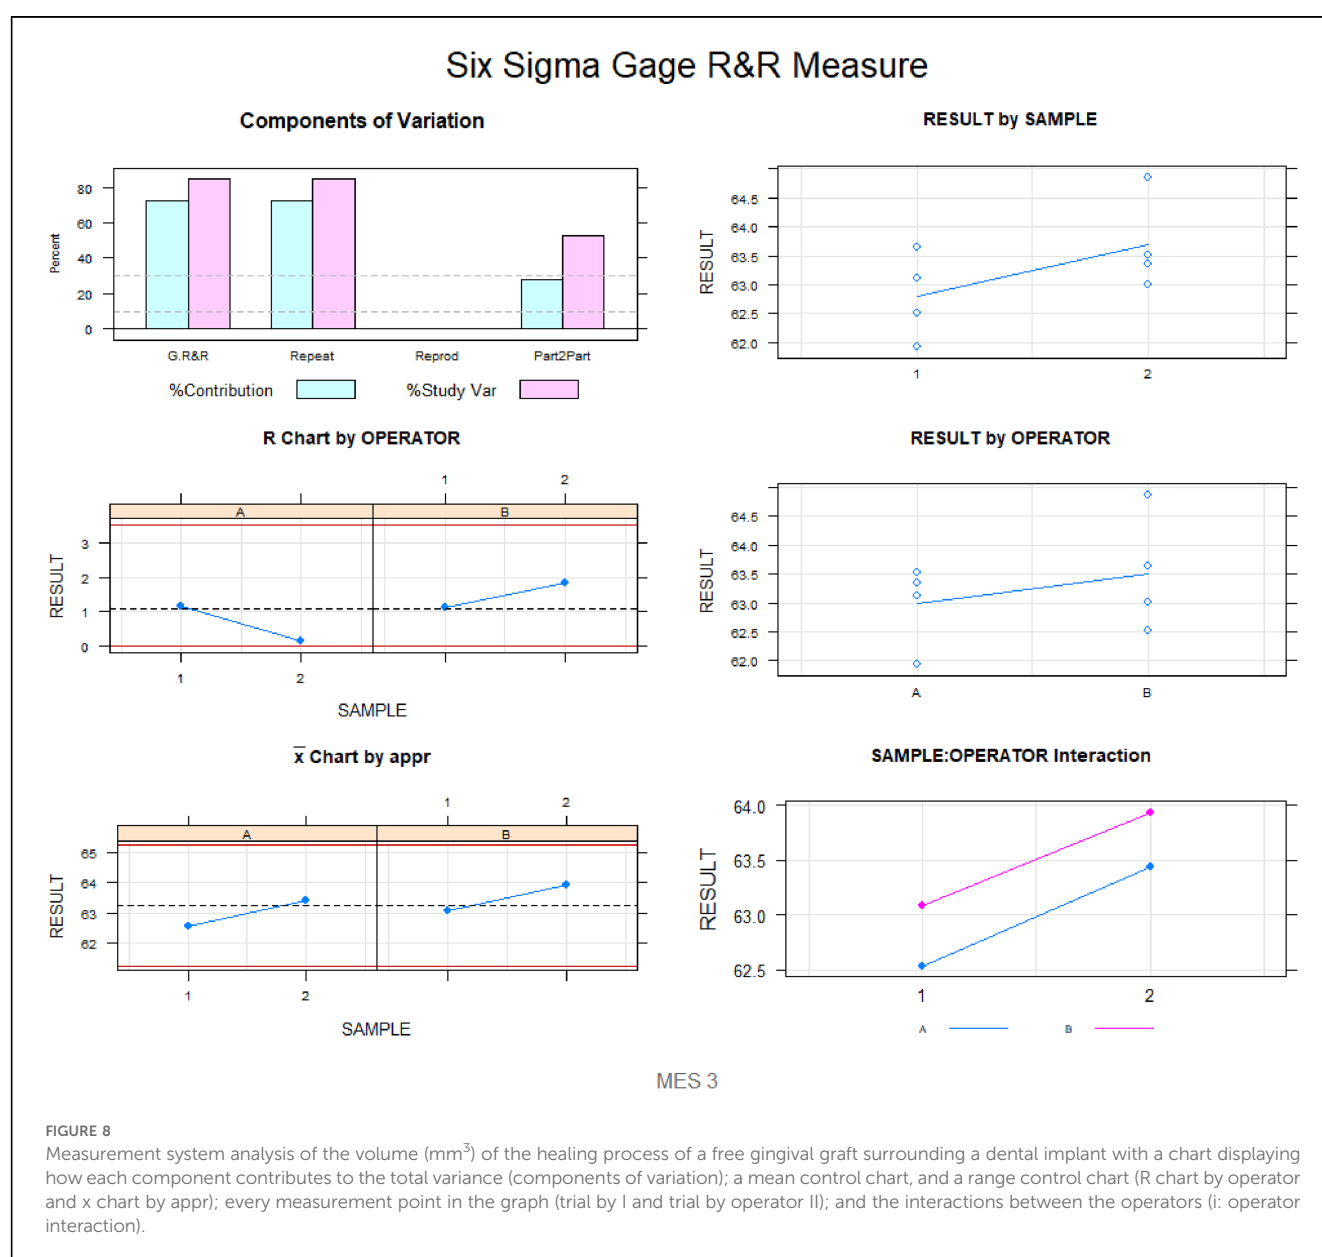 Six Sigma Gage R&R Measure
Components of Variation
Percent
80
60
40
20
0
G.R&R Repeat Reprod Part2Part
%Contribution %Study Var
RESULT by SAMPLE
RESULT
64.5
64.0
63.5
63.0
62.5
62.0
1 2
R Chart by OPERATOR
1 2
A B
RESULT
3
2
1
0
1 2
SAMPLE
RESULT by OPERATOR
RESULT
64.5
64.0
63.5
63.0
62.5
62.0
A B
x̅ Chart by appr
1 2
A B
RESULT
65
64
63
62
1 2
SAMPLE
SAMPLE:OPERATOR Interaction
RESULT
64.0
63.5
63.0
62.5
1 2
A B
MES 3
FIGURE 8
Measurement system analysis of the volume (mm³) of the healing process of a free gingival graft surrounding a dental implant with a chart displaying
how each component contributes to the total variance (components of variation); a mean control chart, and a range control chart (R chart by operator
and x chart by appr); every measurement point in the graph (trial by I and trial by operator II); and the interactions between the operators (i: operator
interaction).